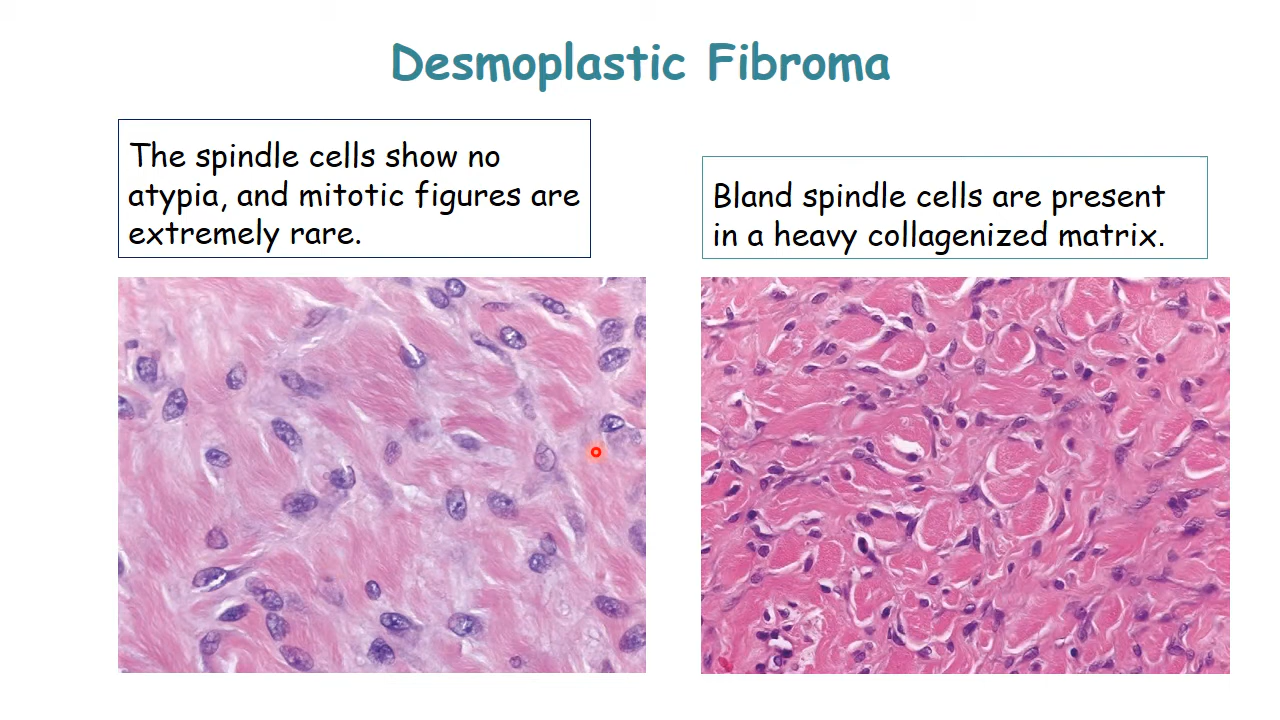 Desmoplastic Fibroma
The spindle cells show no
atypia, and mitotic figures are
extremely rare.
Bland spindle cells are present
in a heavy collagenized matrix.